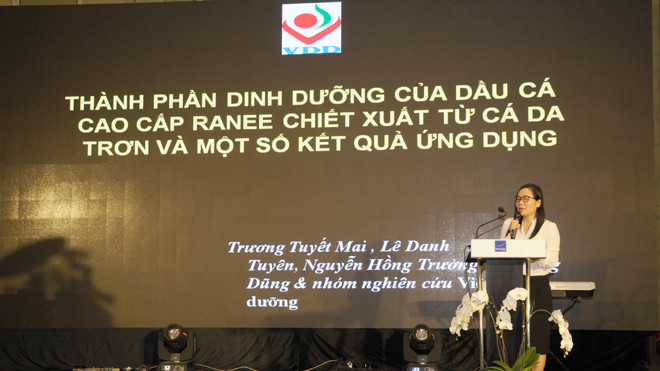 VDD
THÀNH PHẦN DINH DƯỠNG CỦA DẦU CÁ
CAO CẤP RANEE CHIẾT XUẤT TỪ CÁ DA
TRƠN VÀ MỘT SỐ KẾT QUẢ ỨNG DỤNG
Trương Tuyết Mai , Lê Danh
Tuyên, Nguyễn Hồng Trường
Dũng & nhóm nghiên cứu
dưỡng